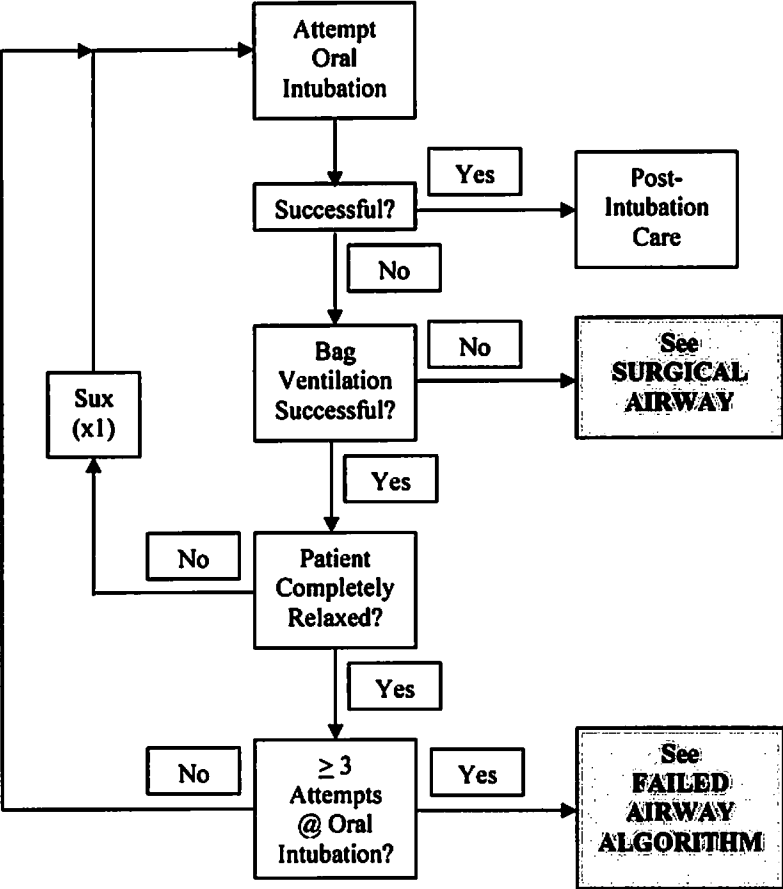 Attempt
Oral
Intubation
Yes
Successful?
Post-
Intubation
Care
No
Bag
Ventilation
Successful?
No
See
SURGICAL
AIRWAY
Sux
(x1)
Yes
No
Patient
Completely
Relaxed?
Yes
No
≥ 3
Attempts
@ Oral
Intubation?
Yes
See
FAILED
AIRWAY
ALGORITHM